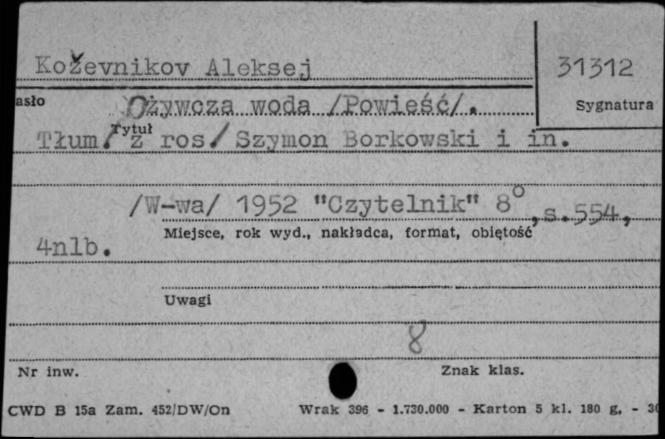 Koževnikov Aleksej
31312
asło
Ożywcza woda /Powieść/.
Sygnatura
Tytuł
Tłum/ z ros/ Szymon Borkowski i in.
/W-wa/ 1952 "Czytelnik" 8°, s. 554,
Miejsce, rok wyd., nakładca, format, objętość
4nlb.
Uwagi
8
Nr inw.
Znak klas.
CWD B 15a Zam. 452/DW/On
Wrak 396 - 1.730.000 - Karton 5 kl. 180 g. -